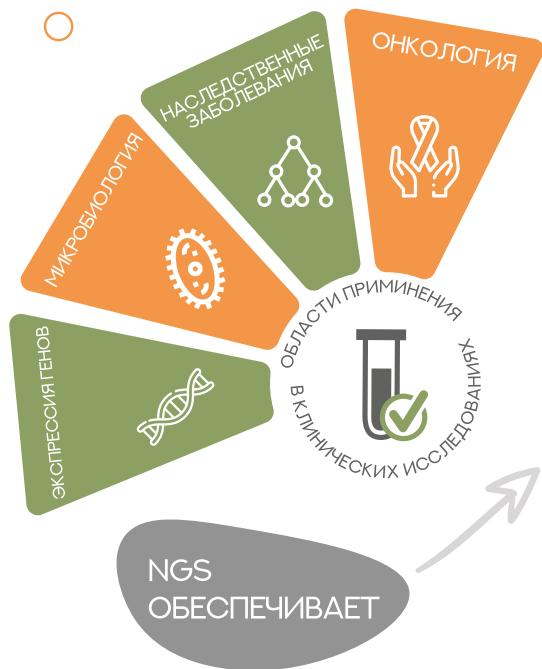 ОНКОЛОГИЯ
НАСЛЕДСТВЕННЫЕ
ЗАБОЛЕВАНИЯ
МИКРОБИОЛОГИЯ
ЭКСПРЕССИЯ ГЕНОВ
ОБЛАСТИ ПРИМИНЕНИЯ
В КЛИНИЧЕСКИХ ИССЛЕДОВАНИЯХ
NGS
ОБЕСПЕЧИВАЕТ